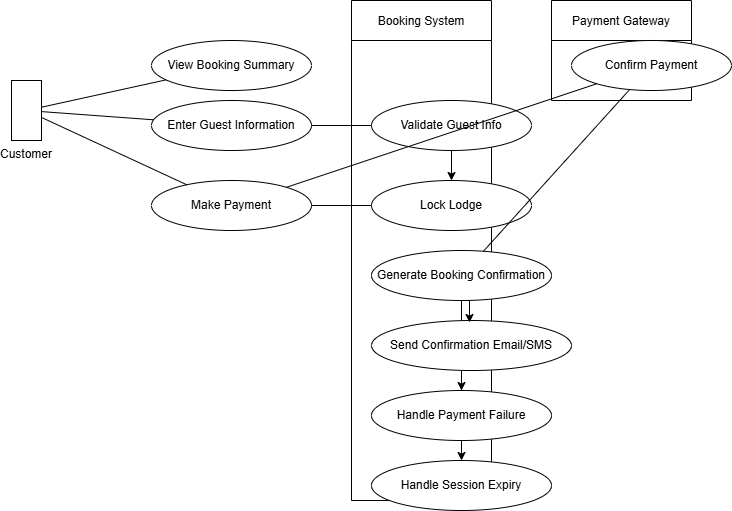 Booking System
Payment Gateway
View Booking Summary
Confirm Payment
Customer
Enter Guest Information
Validate Guest Info
Make Payment
Lock Lodge
Generate Booking Confirmation
Send Confirmation Email/SMS
Handle Payment Failure
Handle Session Expiry